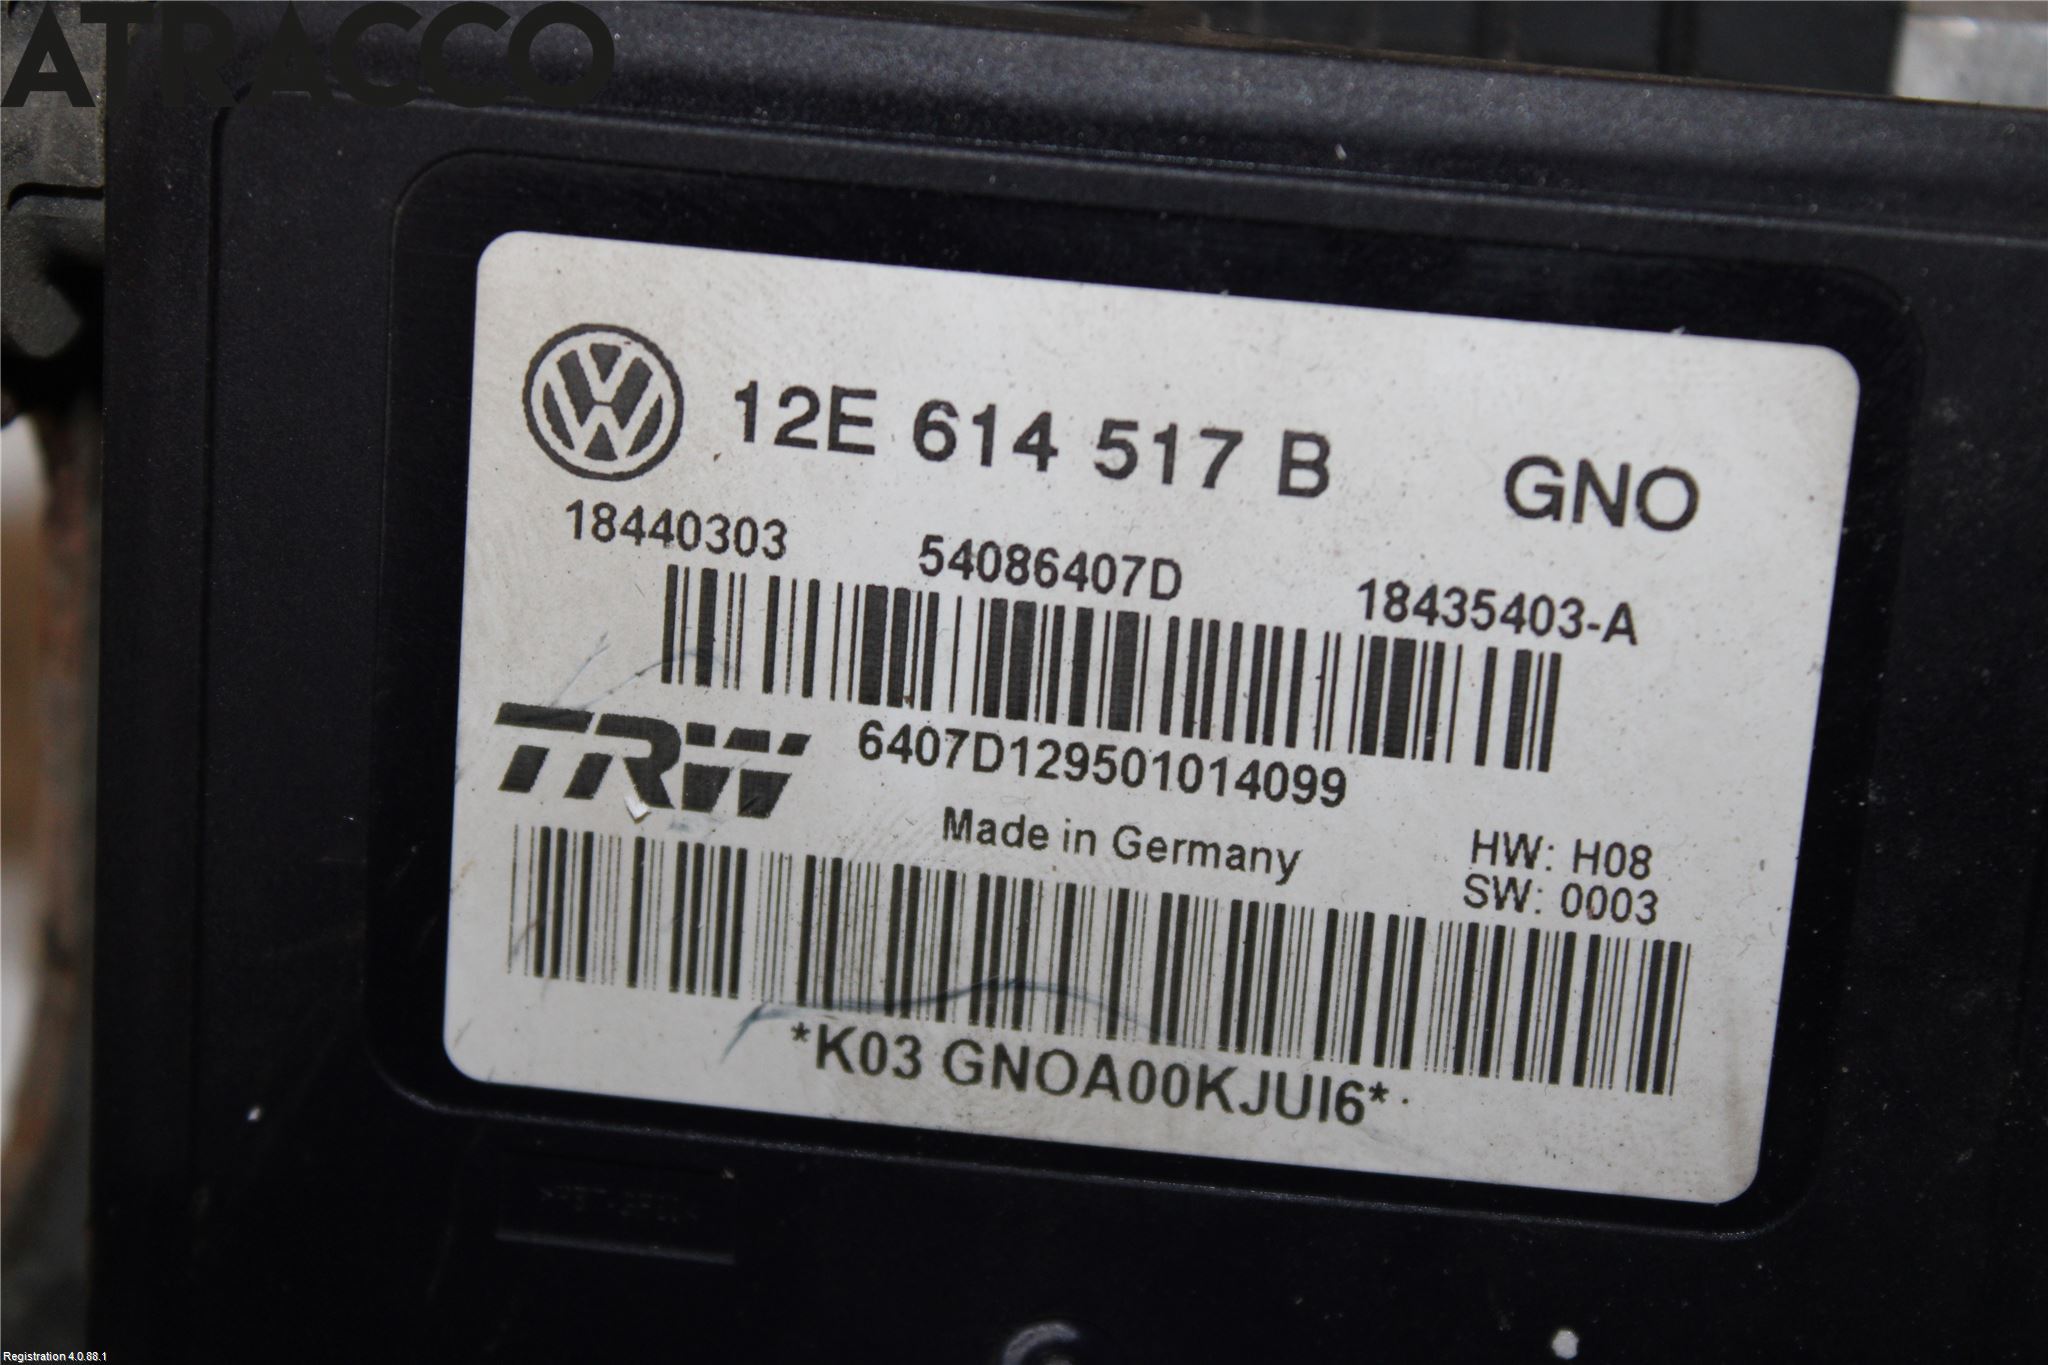 ATRACCO
12E 614 517 B GNO
18440303 54086407D 18435403-A
TRW 6407D129501014099
Made in Germany
HW: H08
SW: 0003
*K03 GNOA00KJUI6*
Registration 4.0.88.1